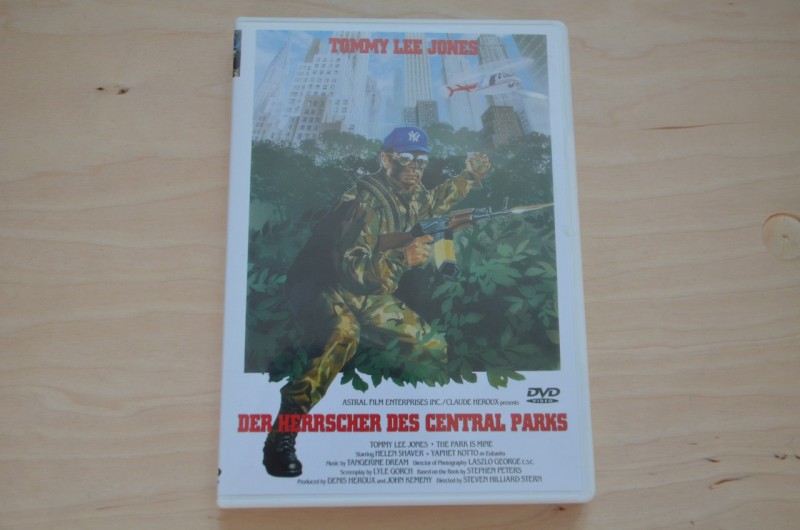 TOMMY LEE JONES
NY
ASTRAL FILM ENTERPRISES INC./CLAUDE HEROUX presents
DVD
VIDEO
DER HERRSCHER DES CENTRAL PARKS
TOMMY LEE JONES • THE PARK IS MINE
Starring HELEN SHAVER • YAPHET KOTTO as Eubanks
Music by TANGERINE DREAM Director of Photography LASZLO GEORGE C.S.C.
Screenplay by LYLE GORCH Based on the Book by STEPHEN PETERS
Produced by DENIS HEROUX and JOHN KEMENY Directed by STEVEN HILLIARD STERN